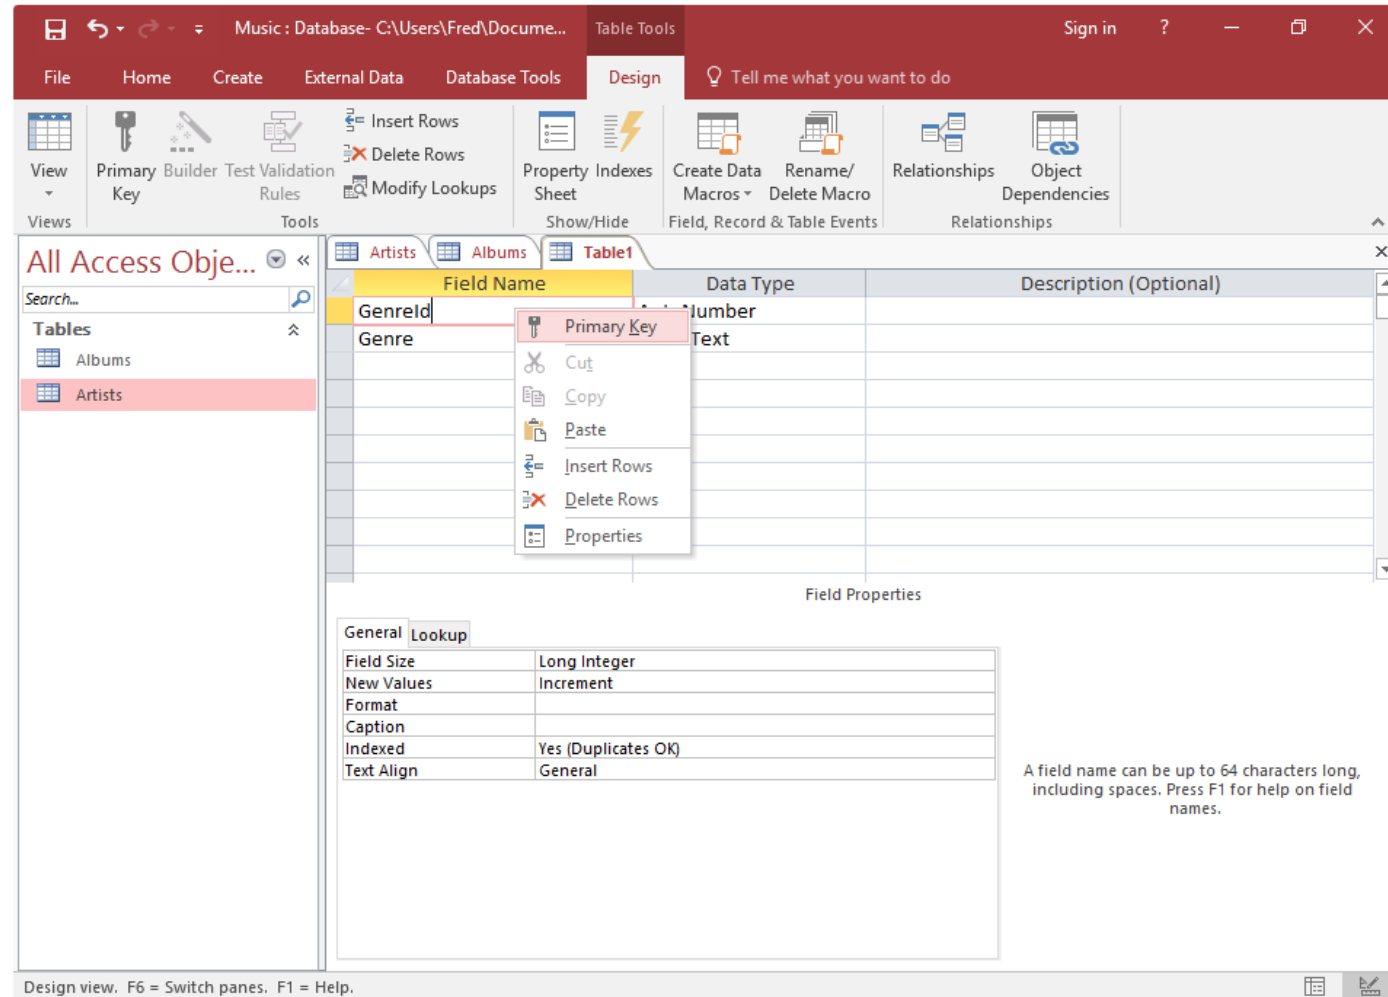 Music : Database- C:\Users\Fred\Docume... Table Tools Sign in ?
File Home Create External Data Database Tools Design Tell me what you want to do
View
Primary Key
Builder
Test Validation Rules
Insert Rows
Delete Rows
Modify Lookups
Property Sheet
Indexes
Create Data Macros
Rename/ Delete Macro
Relationships
Object Dependencies
Views Tools Show/Hide Field, Record & Table Events Relationships
All Access Obje...
Search...
Tables
Albums
Artists
Artists Albums Table1
Field Name Data Type Description (Optional)
GenreId Number
Genre Text
Primary Key
Cut
Copy
Paste
Insert Rows
Delete Rows
Properties
Field Properties
General Lookup
Field Size Long Integer
New Values Increment
Format
Caption
Indexed Yes (Duplicates OK)
Text Align General
A field name can be up to 64 characters long,
including spaces. Press F1 for help on field
names.
Design view. F6 = Switch panes. F1 = Help.